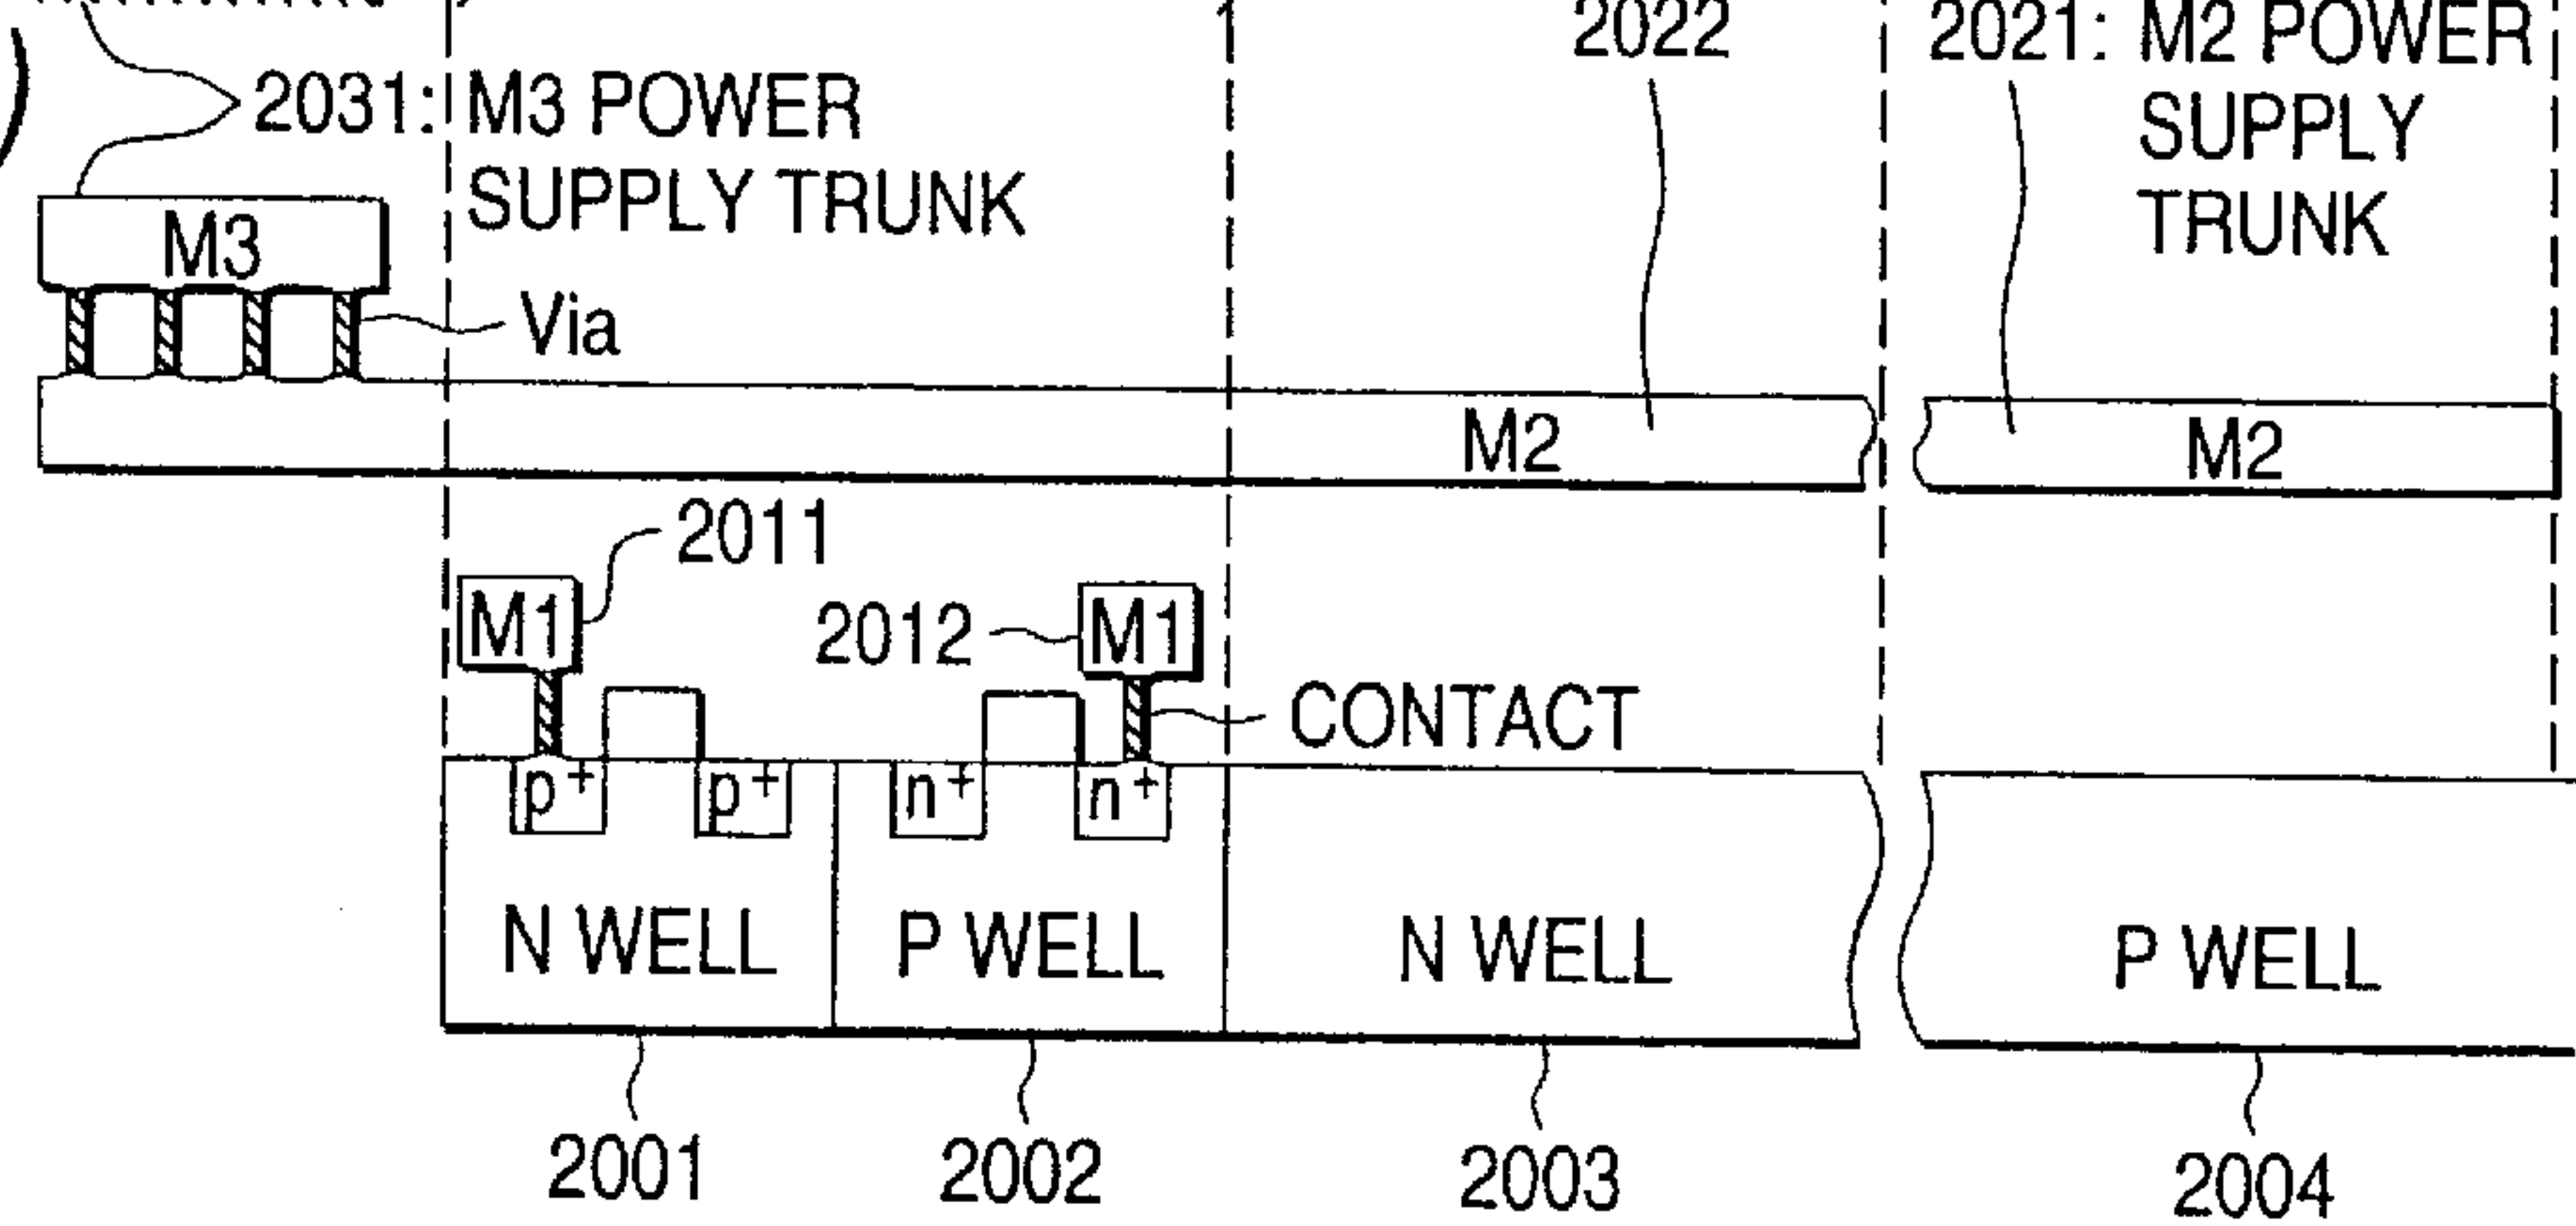 2022
2021: M2 POWER
SUPPLY
TRUNK
2031: M3 POWER
SUPPLY TRUNK
M3
Via
M2
M2
2011
M1
2012
M1
CONTACT
p+
p+
n+
n+
N WELL
P WELL
N WELL
P WELL
2001
2002
2003
2004